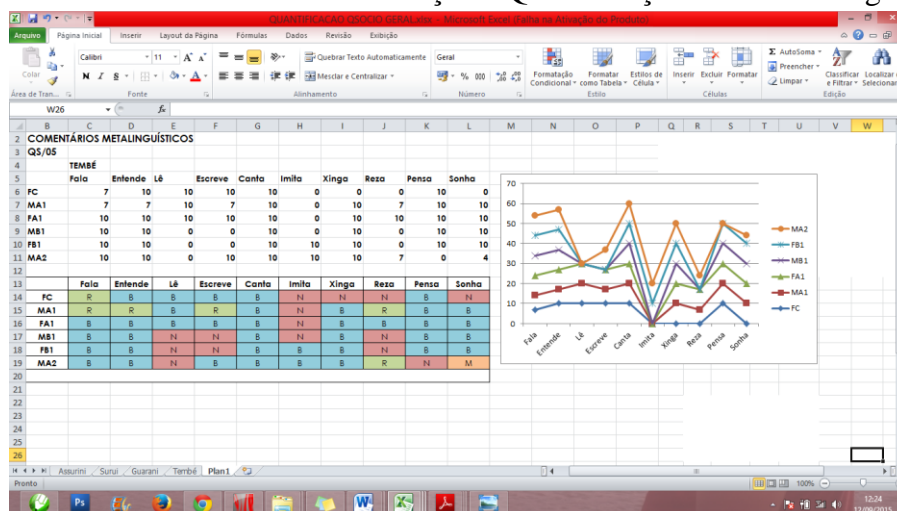 QUANTIFICACAO QSOCIO GERAL.xlsx - Microsoft Excel (Falha na Ativação do Produto)
Arquivo Página Inicial Inserir Layout da Página Fórmulas Dados Revisão Exibição
Calibri 11 Quebrar Texto Automaticamente Geral Σ AutoSoma
Colar N I S Mesclar e Centralizar % 000 Formatação Condicional Formatar como Tabela Estilos de Célula Inserir Excluir Formatar Preencher Limpar Classificar e Filtrar Localizar e Selecionar
Área de Tran... Fonte Alinhamento Número Estilo Células Edição
W26 fx
B C D E F G H I J K L M N O P Q R S T U V W
2 COMENTÁRIOS METALINGUÍSTICOS
3 QS/05
4 TEMBÉ
5 Fala Entende Lê Escreve Canta Imita Xinga Reza Pensa Sonha
6 FC 7 10 10 10 10 0 0 0 10 0
7 MA1 7 7 10 7 10 0 10 7 10 10
8 FA1 10 10 10 10 10 0 10 10 10 10
9 MB1 10 10 0 0 10 0 10 0 10 10
10 FB1 10 10 0 0 10 10 10 0 10 10
11 MA2 10 10 0 10 10 10 10 7 0 4
12
13 Fala Entende Lê Escreve Canta Imita Xinga Reza Pensa Sonha
14 FC R B B B B N N N B N
15 MA1 R R B R B N B R B B
16 FA1 B B B B B N B B B B
17 MB1 B B N N B N B N B B
18 FB1 B B N N B B B N B B
19 MA2 B B N B B B B R N M
20
21
22
23
24
25
26
70
60
50
40
30
20
10
0
Fala Entende Lê Escreve Canta Imita Xinga Reza Pensa Sonha
MA2
FB1
MB1
FA1
MA1
FC
Assurini Surui Guarani Tembé Plan1
Pronto 100%
Ps W
12:24
12/09/2015